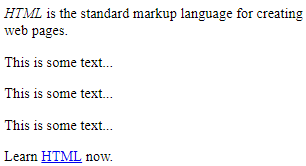 HTML is the standard markup language for creating
web pages.
This is some text...
This is some text...
This is some text...
Learn HTML now.